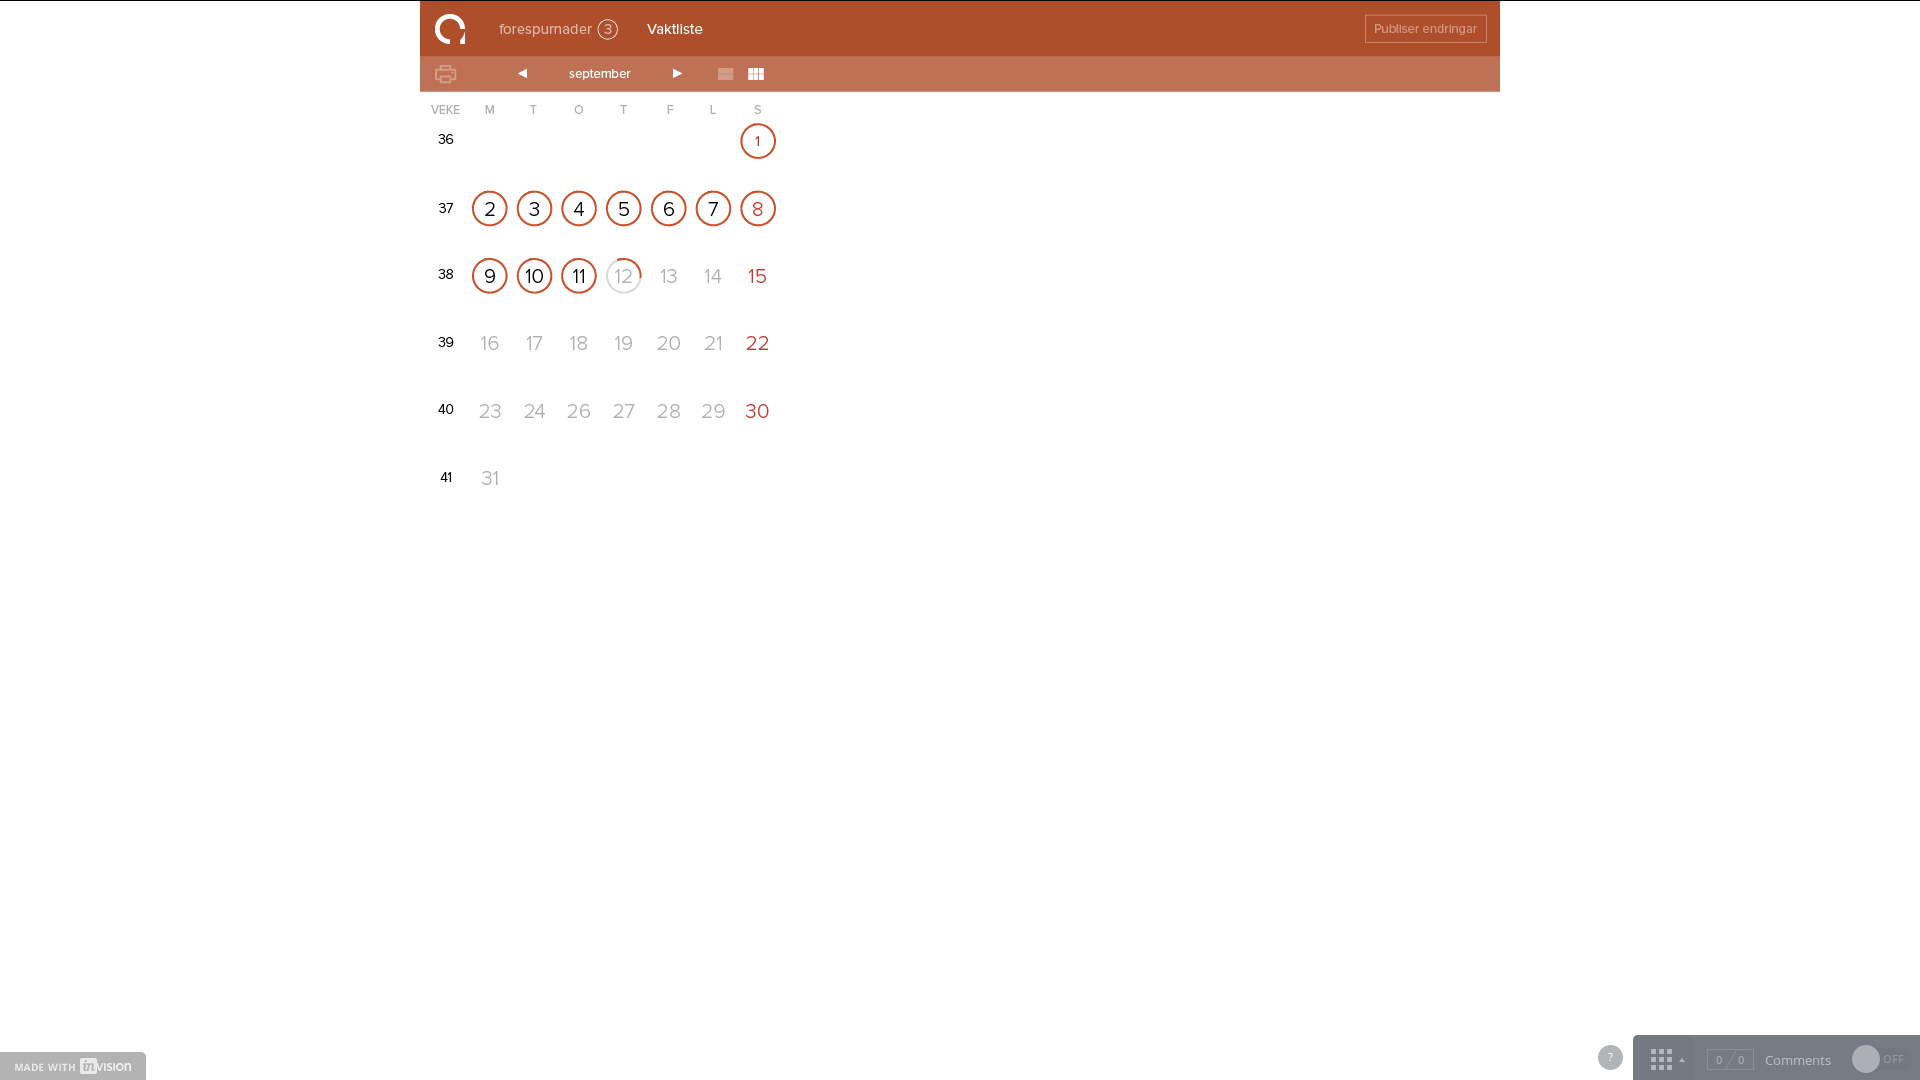 forespurnader 3 Vaktliste Publiser endringar
september
VEKE M T O T F L S
36 1
37 2 3 4 5 6 7 8
38 9 10 11 12 13 14 15
39 16 17 18 19 20 21 22
40 23 24 26 27 28 29 30
41 31
MADE WITH invision ? 0 / 0 Comments OFF